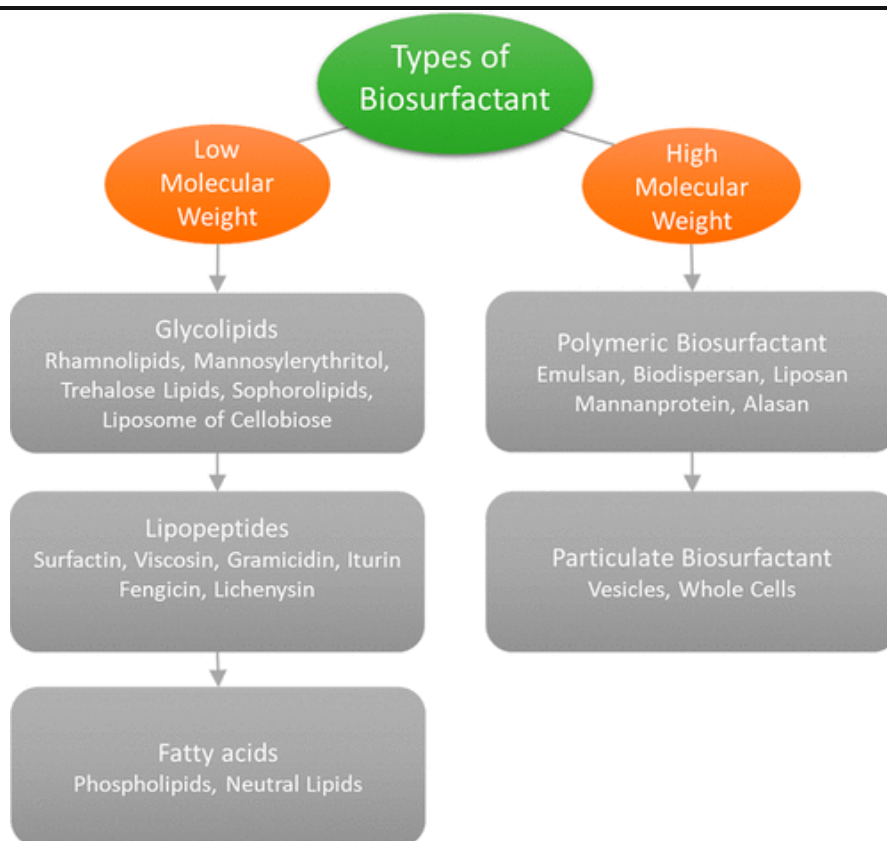 Types of
Biosurfactant
Low
Molecular
Weight
High
Molecular
Weight
Glycolipids
Rhamnolipids, Mannosylerythritol,
Trehalose Lipids, Sophorolipids,
Liposome of Cellobiose
Polymeric Biosurfactant
Emulsan, Biodispersan, Liposan
Mannanprotein, Alasan
Lipopeptides
Surfactin, Viscosin, Gramicidin, Iturin
Fengicin, Lichenysin
Particulate Biosurfactant
Vesicles, Whole Cells
Fatty acids
Phospholipids, Neutral Lipids